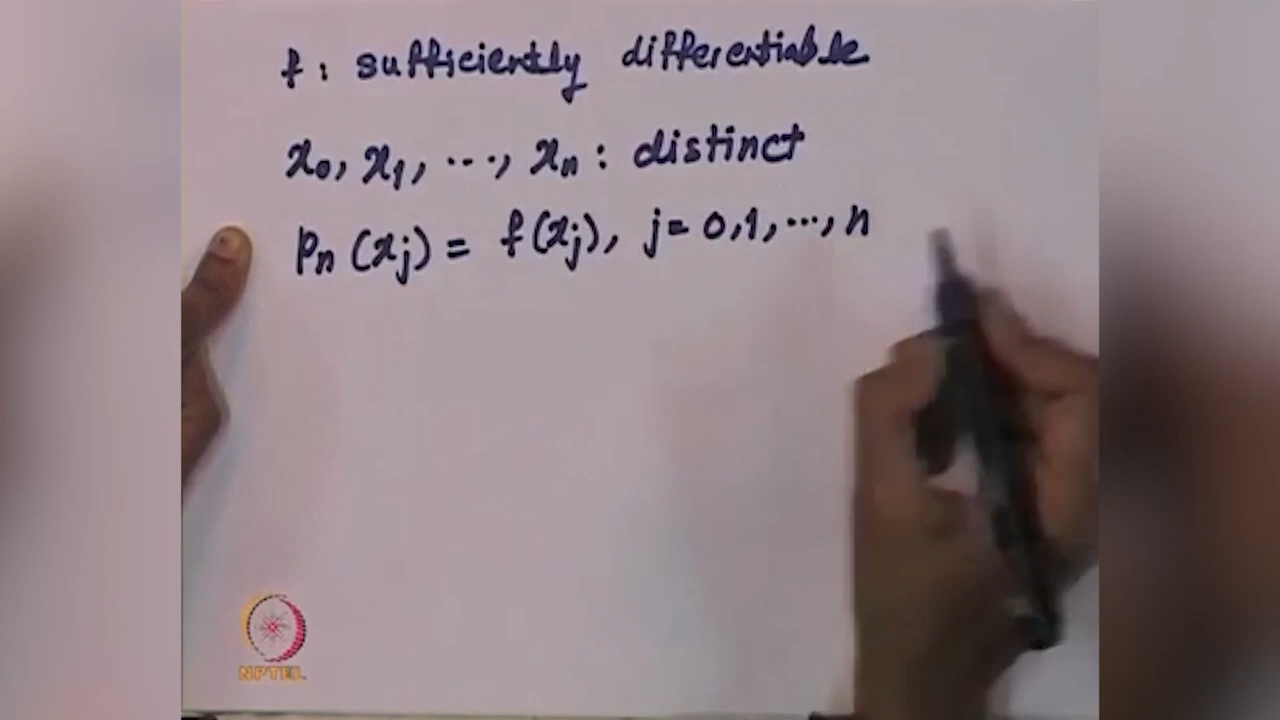 f : sufficiently differentiable
x₀, x₁, ..., xₙ : distinct
pₙ(xⱼ) = f(xⱼ), j = 0,1,...,n
NPTEL